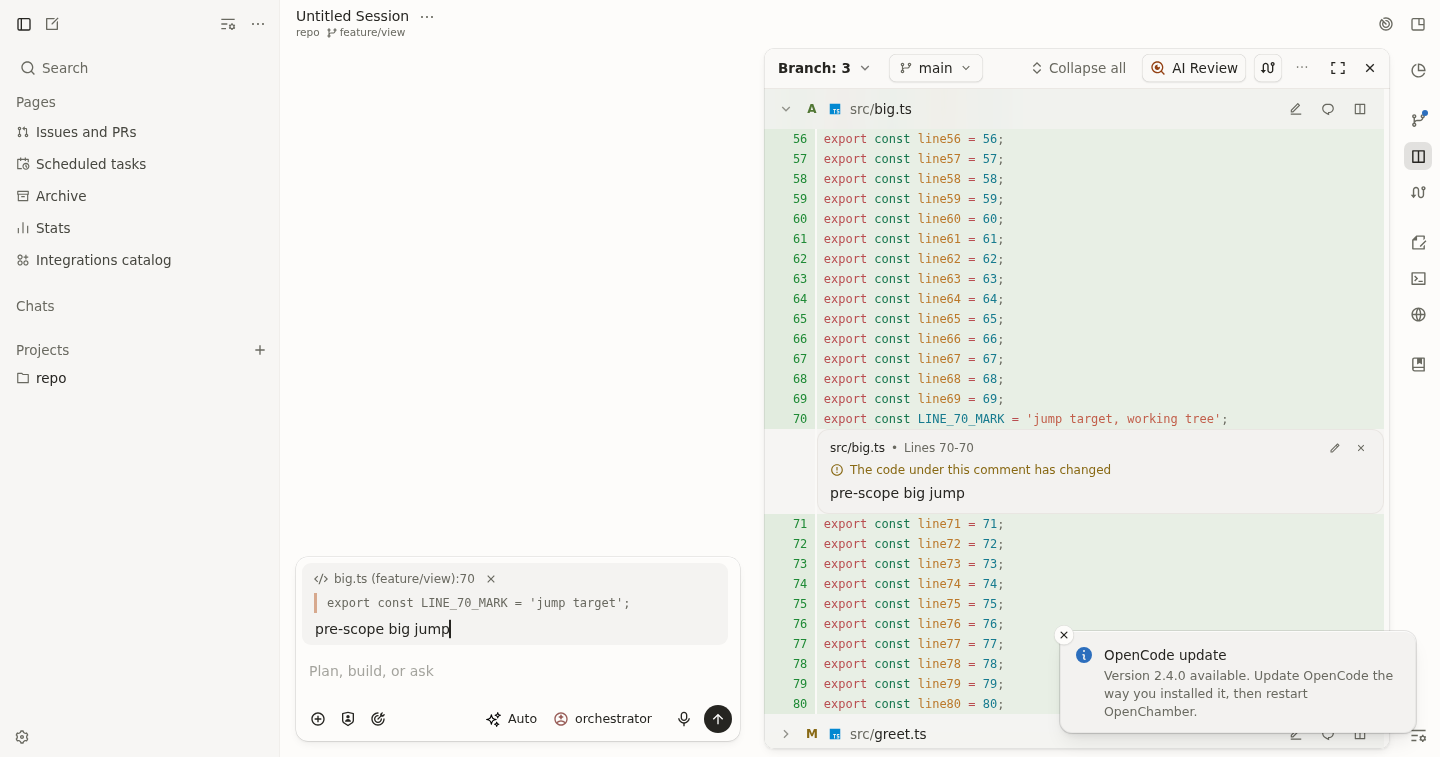 Untitled Session
repo feature/view
Search
Pages
Issues and PRs
Scheduled tasks
Archive
Stats
Integrations catalog
Chats
Projects
repo
big.ts (feature/view):70
export const LINE_70_MARK = 'jump target';
pre-scope big jump
Plan, build, or ask
Auto
orchestrator
Branch: 3
main
Collapse all
AI Review
A TS src/big.ts
56 export const line56 = 56;
57 export const line57 = 57;
58 export const line58 = 58;
59 export const line59 = 59;
60 export const line60 = 60;
61 export const line61 = 61;
62 export const line62 = 62;
63 export const line63 = 63;
64 export const line64 = 64;
65 export const line65 = 65;
66 export const line66 = 66;
67 export const line67 = 67;
68 export const line68 = 68;
69 export const line69 = 69;
70 export const LINE_70_MARK = 'jump target, working tree';
src/big.ts • Lines 70-70
The code under this comment has changed
pre-scope big jump
71 export const line71 = 71;
72 export const line72 = 72;
73 export const line73 = 73;
74 export const line74 = 74;
75 export const line75 = 75;
76 export const line76 = 76;
77 export const line77 = 77;
78 export const line78 = 78;
79 export const line79 = 79;
80 export const line80 = 80;
M TS src/greet.ts
OpenCode update
Version 2.4.0 available. Update OpenCode the
way you installed it, then restart
OpenChamber.